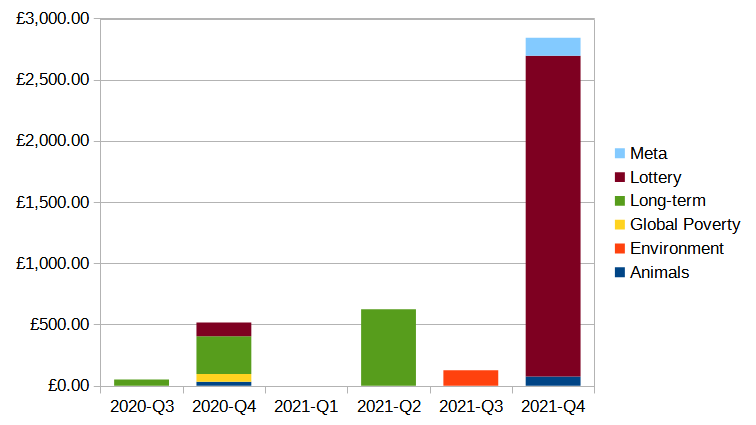 £3,000.00
£2,500.00
£2,000.00
£1,500.00
£1,000.00
£500.00
£0.00
2020-Q3 2020-Q4 2021-Q1 2021-Q2 2021-Q3 2021-Q4
Meta
Lottery
Long-term
Global Poverty
Environment
Animals